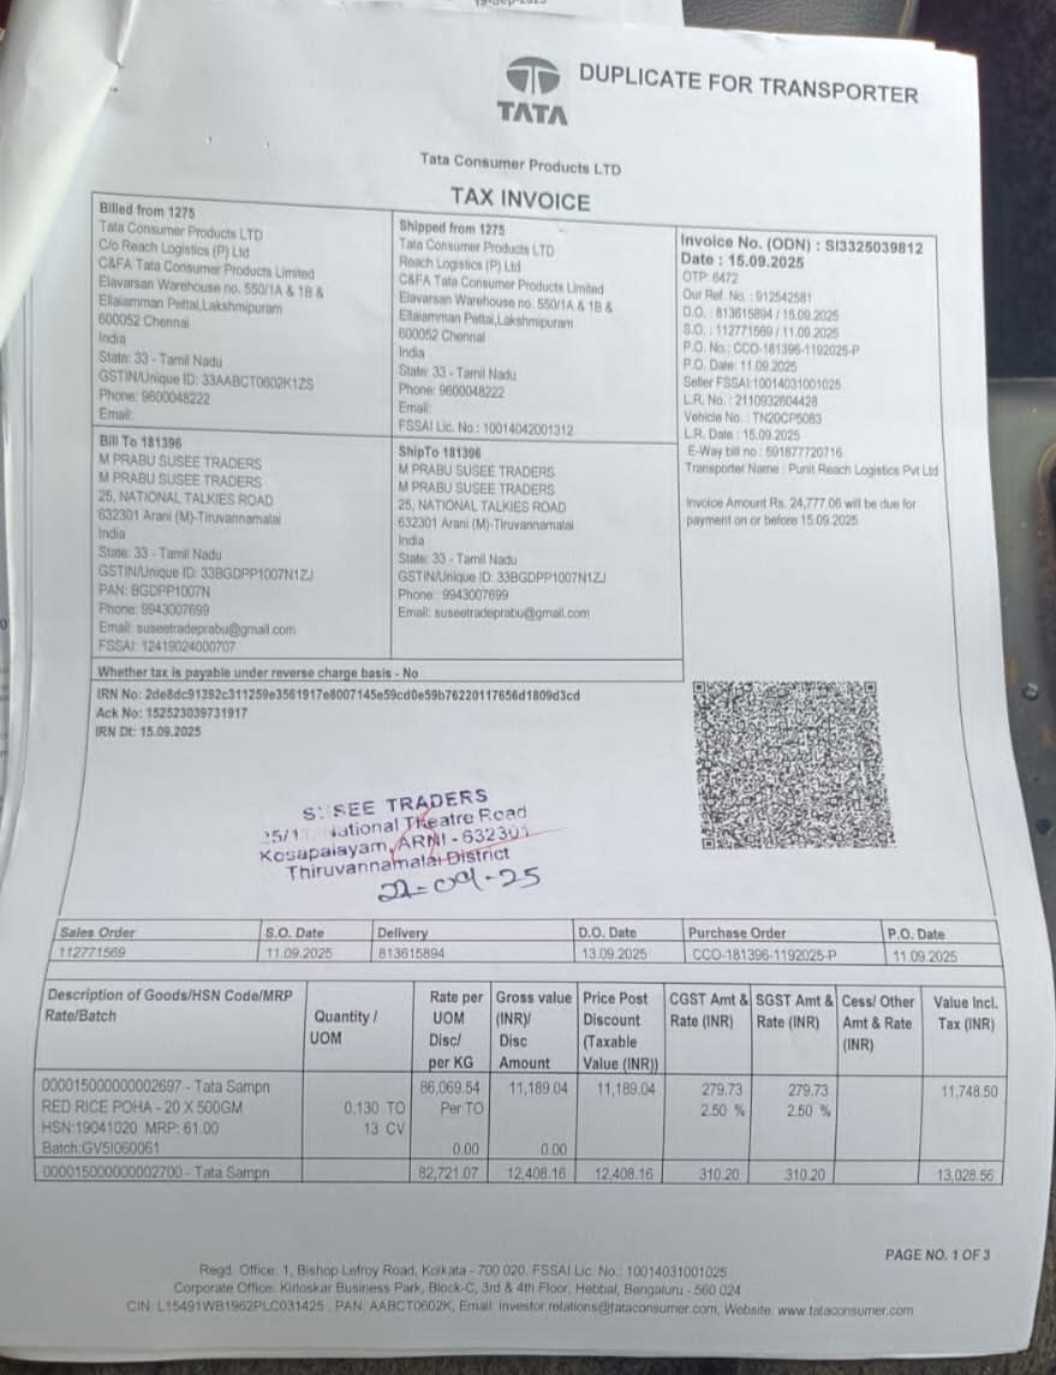 DUPLICATE FOR TRANSPORTER
TATA
Tata Consumer Products LTD
TAX INVOICE
Billed from 1275
Tata Consumer Products LTD
C/o Reach Logistics (P) Ltd
C&FA Tata Consumer Products Limited
Elavarsan Warehouse no. 550/1A & 1B &
Ellaiamman Pettai,Lakshmipuram
600052 Chennai
India
State: 33 - Tamil Nadu
GSTIN/Unique ID: 33AABCT0602K1ZS
Phone: 9600048222
Email:
Shipped from 1275
Tata Consumer Products LTD
Reach Logistics (P) Ltd
C&FA Tata Consumer Products Limited
Elavarsan Warehouse no. 550/1A & 1B &
Ellaiamman Pettai,Lakshmipuram
600052 Chennai
India
State: 33 - Tamil Nadu
Phone: 9600048222
Email:
FSSAI Lic. No.: 10014042001312
Invoice No. (ODN) : SI3325039812
Date : 15.09.2025
OTP: 6472
Our Ref. No. : 912542581
D.O. : 813615894 / 15.09.2025
S.O. : 112771569 / 11.09.2025
P.O. No.: CCO-181396-1192025-P
P.O. Date: 11.09.2025
Seller FSSAI:10014031001025
L.R. No. : 2110932604428
Vehicle No. : TN20CP5083
L.R. Date : 15.09.2025
E-Way bill no : 501877720716
Transporter Name : Punit Reach Logistics Pvt Ltd
Invoice Amount Rs. 24,777.06 will be due for
payment on or before 15.09.2025
Bill To 181396
M PRABU SUSEE TRADERS
M PRABU SUSEE TRADERS
25, NATIONAL TALKIES ROAD
632301 Arani (M)-Tiruvannamalai
India
State: 33 - Tamil Nadu
GSTIN/Unique ID: 33BGDPP1007N1ZJ
PAN: BGDPP1007N
Phone: 9943007699
Email: suseetradeprabu@gmail.com
FSSAI: 12419024000707
ShipTo 181396
M PRABU SUSEE TRADERS
M PRABU SUSEE TRADERS
25, NATIONAL TALKIES ROAD
632301 Arani (M)-Tiruvannamalai
India
State: 33 - Tamil Nadu
GSTIN/Unique ID: 33BGDPP1007N1ZJ
Phone: 9943007699
Email: suseetradeprabu@gmail.com
Whether tax is payable under reverse charge basis - No
IRN No: 2de8dc91392c311259e3561917e8007145e59cd0e59b76220117656d1809d3cd
Ack No: 152523039731917
IRN Dt: 15.09.2025
SUSEE TRADERS
National Theatre Road
Kosapalayam, ARNI - 632301
Thiruvannamalai District
22-09-25
Sales Order S.O. Date Delivery D.O. Date Purchase Order P.O. Date
112771569 11.09.2025 813615894 13.09.2025 CCO-181396-1192025-P 11.09.2025
Description of Goods/HSN Code/MRP Rate/Batch
Quantity / UOM
Rate per UOM Disc/ per KG
Gross value (INR)/ Disc Amount
Price Post Discount (Taxable Value (INR))
CGST Amt & Rate (INR)
SGST Amt & Rate (INR)
Cess/ Other Amt & Rate (INR)
Value Incl. Tax (INR)
000015000000002697 - Tata Sampn 86,069.54 11,189.04 11,189.04 279.73 279.73 11,748.50
RED RICE POHA - 20 X 500GM 0.130 TO Per TO 2.50 % 2.50 %
HSN:19041020 MRP: 61.00 13 CV
Batch:GV5I060061 0.00 0.00
000015000000002700 - Tata Sampn 82,721.07 12,408.16 12,408.16 310.20 310.20 13,028.56
PAGE NO. 1 OF 3
Regd. Office: 1, Bishop Lefroy Road, Kolkata - 700 020, FSSAI Lic. No.: 10014031001025
Corporate Office: Kirloskar Business Park, Block-C, 3rd & 4th Floor, Hebbal, Bengaluru - 560 024
CIN: L15491WB1962PLC031425 , PAN: AABCT0602K, Email: investor.relations@tataconsumer.com, Website: www.tataconsumer.com